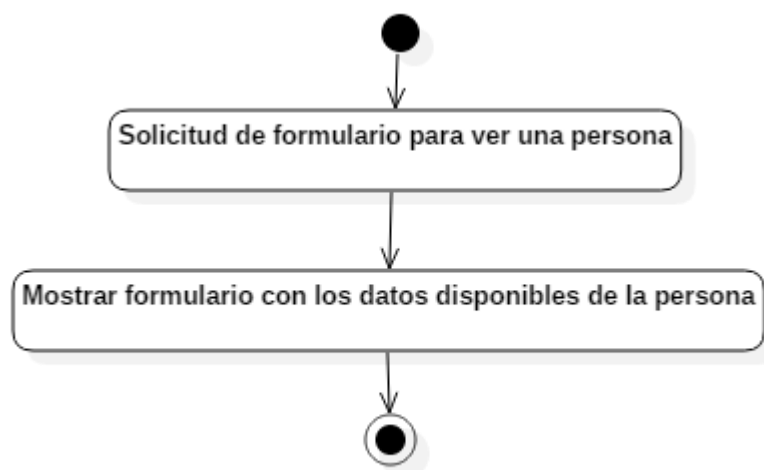 Solicitud de formulario para ver una persona
Mostrar formulario con los datos disponibles de la persona